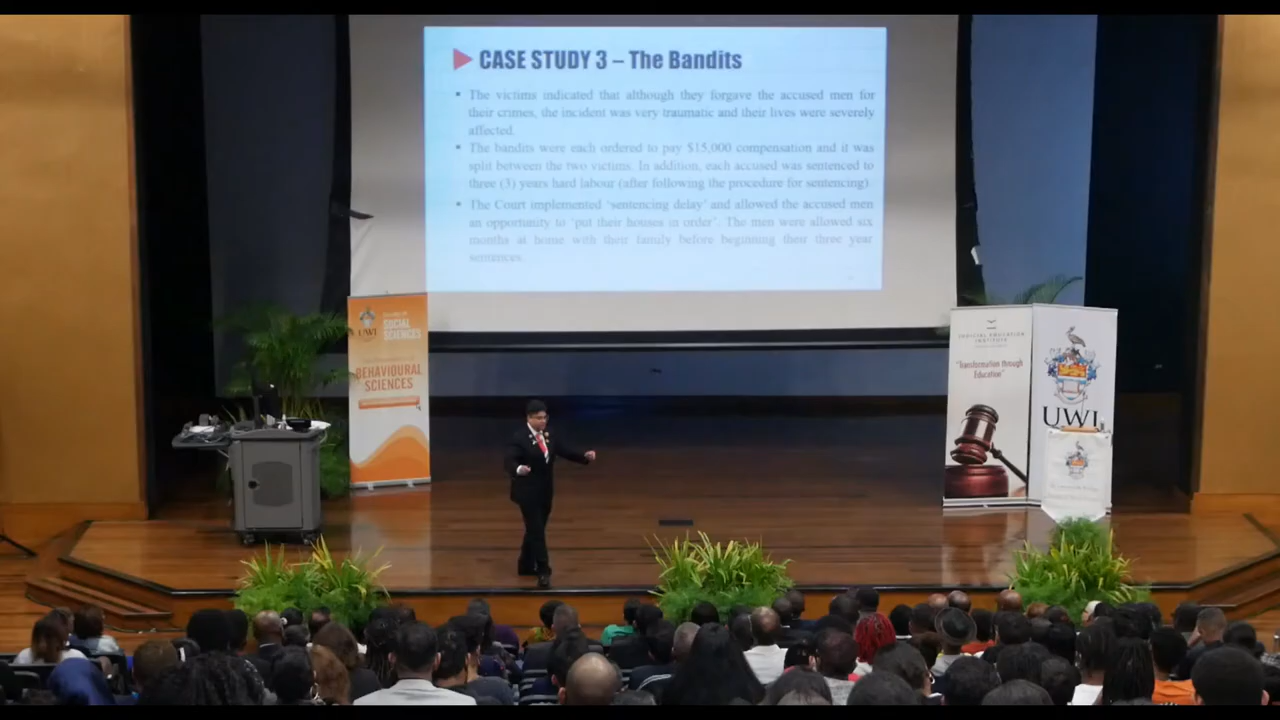 CASE STUDY 3 – The Bandits
▪ The victims indicated that although they forgave the accused men for
their crimes, the incident was very traumatic and their lives were severely
affected.
▪ The bandits were each ordered to pay $15,000 compensation and it was
split between the two victims. In addition, each accused was sentenced to
three (3) years hard labour (after following the procedure for sentencing).
▪ The Court implemented 'sentencing delay' and allowed the accused men
an opportunity to 'put their houses in order'. The men were allowed six
months at home with their family before beginning their three year
sentences.
UWI
SOCIAL
SCIENCES
BEHAVIOURAL
SCIENCES
JUDICIAL EDUCATION
INSTITUTE
"Transformation through
Education"
UWI